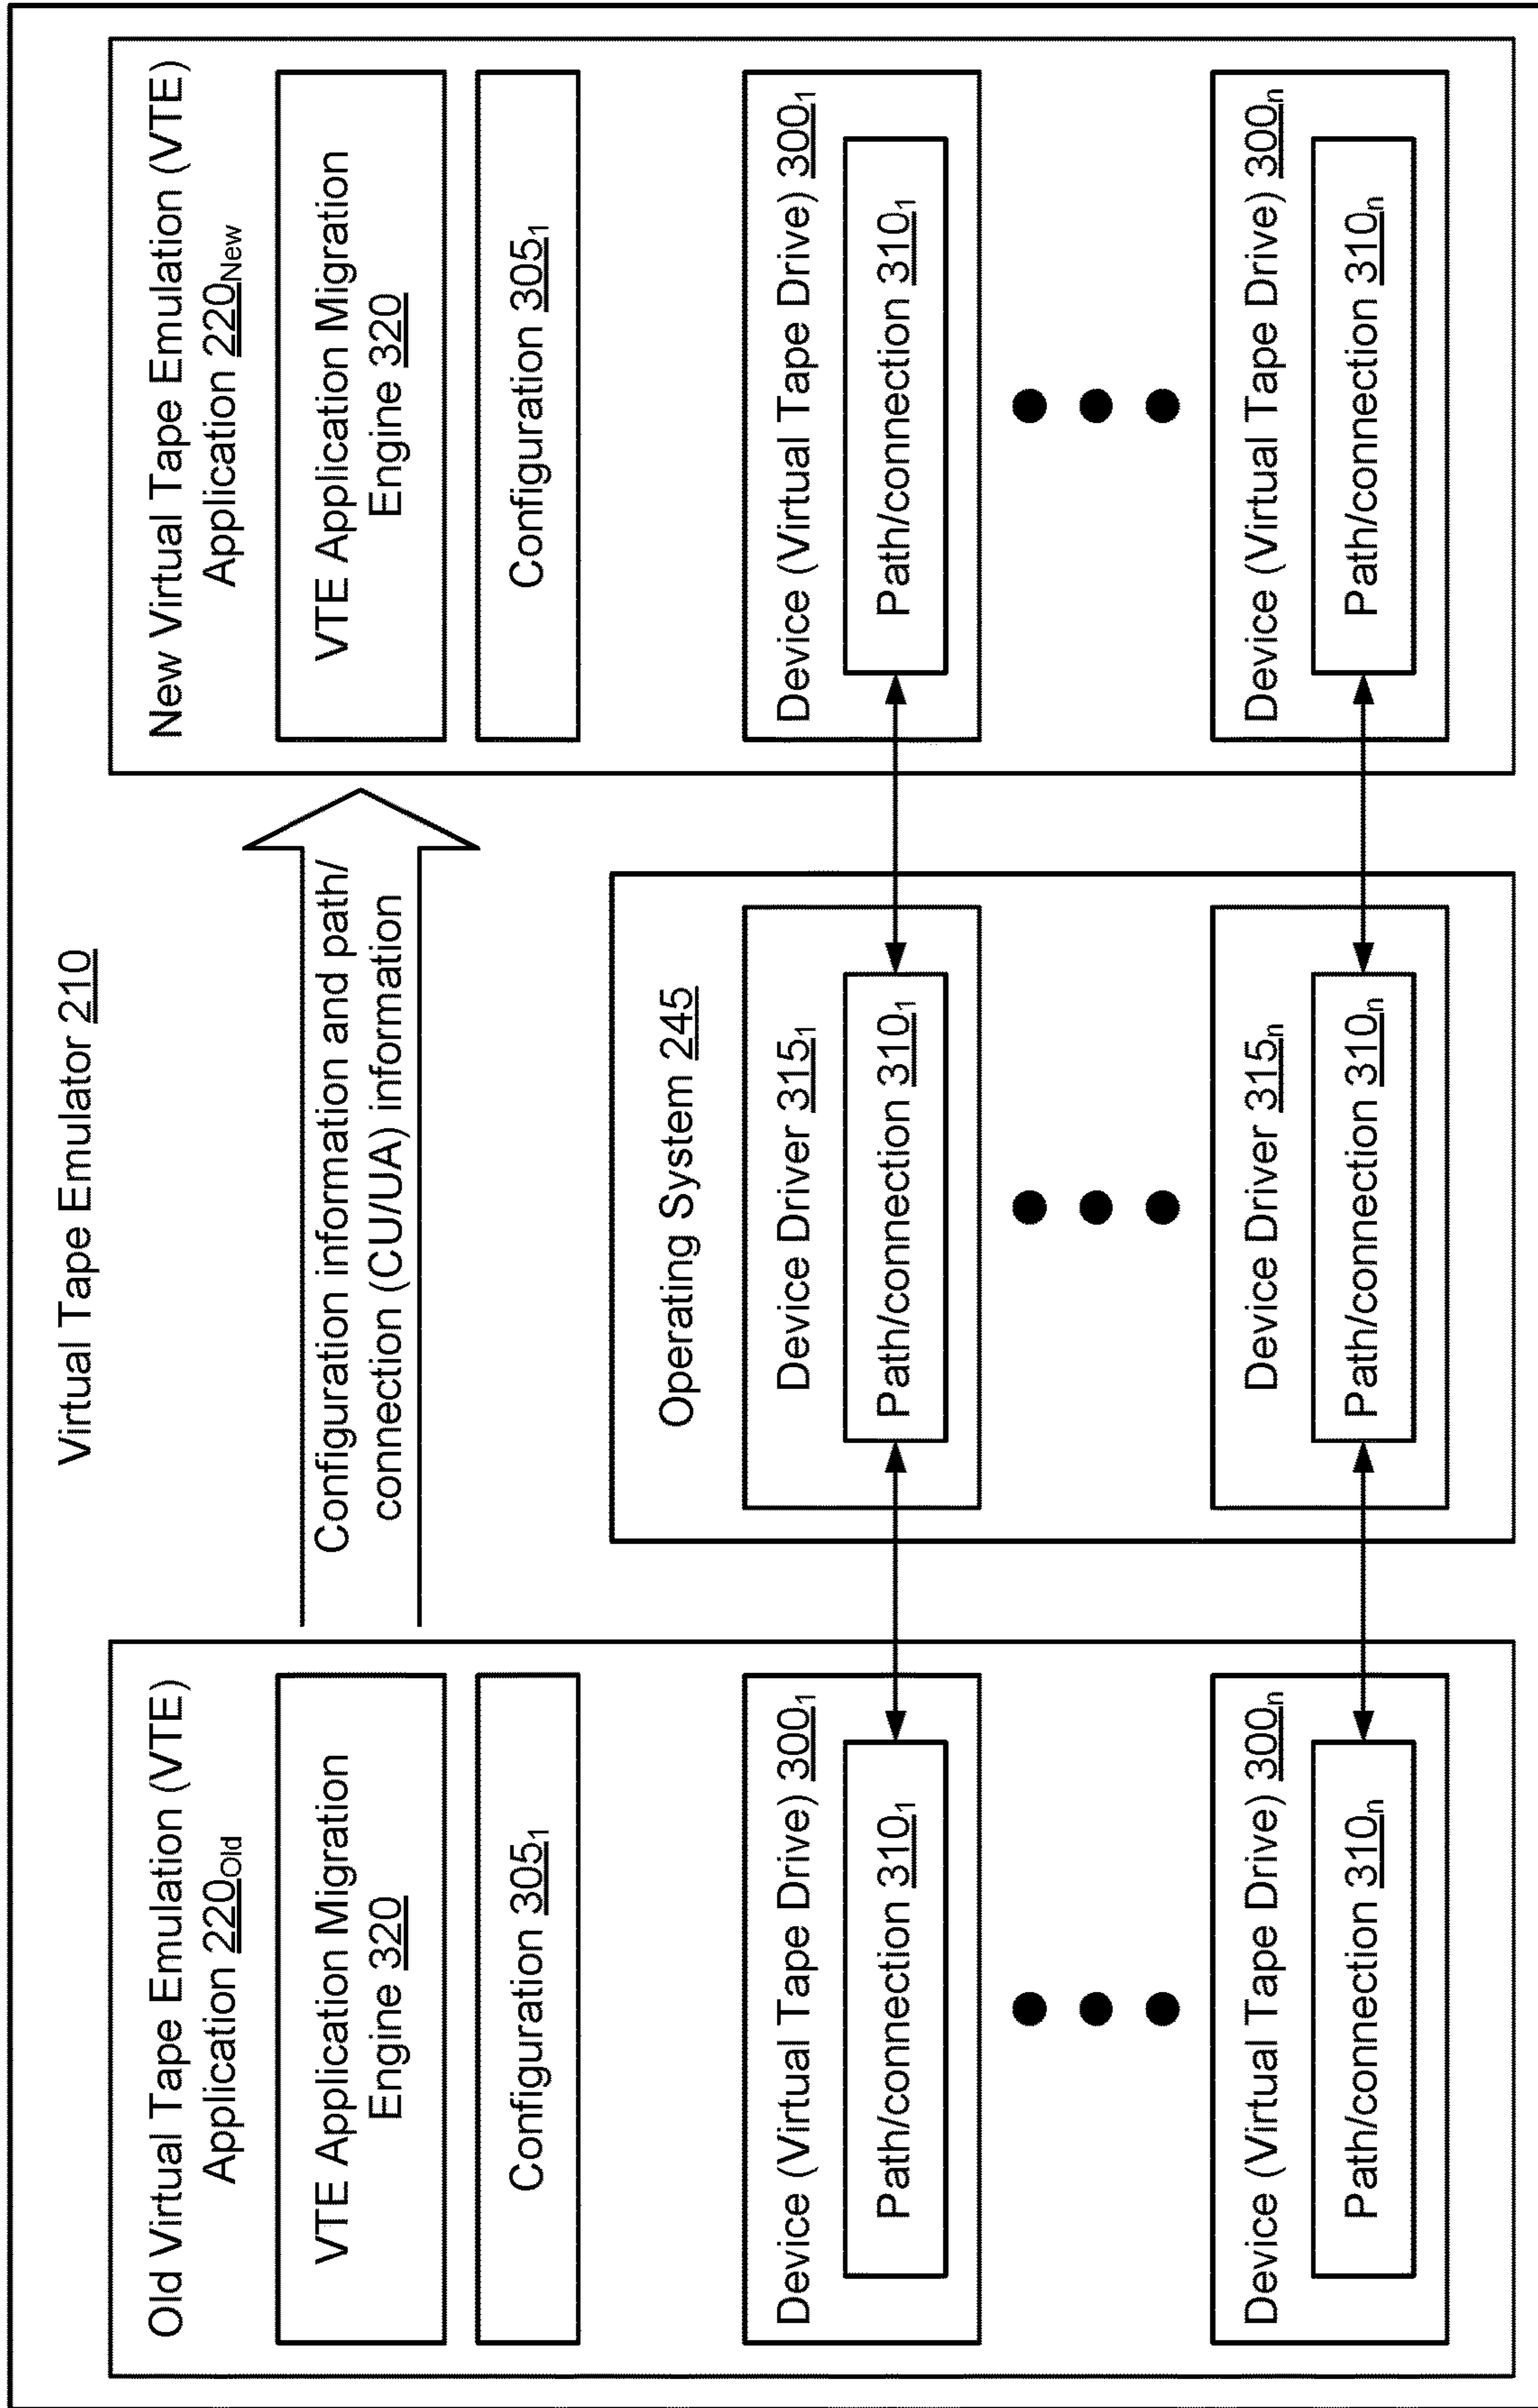 Virtual Tape Emulator 210
Old Virtual Tape Emulation (VTE)
Application 220Old
VTE Application Migration
Engine 320
Configuration 3051
Device (Virtual Tape Drive) 3001
Path/connection 3101
Device (Virtual Tape Drive) 300n
Path/connection 310n
Configuration information and path/
connection (CU/UA) information
Operating System 245
Device Driver 3151
Path/connection 3101
Device Driver 315n
Path/connection 310n
New Virtual Tape Emulation (VTE)
Application 220New
VTE Application Migration
Engine 320
Configuration 3051
Device (Virtual Tape Drive) 3001
Path/connection 3101
Device (Virtual Tape Drive) 300n
Path/connection 310n